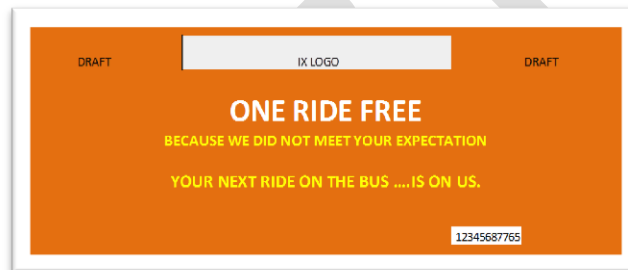 DRAFT IX LOGO DRAFT
ONE RIDE FREE
BECAUSE WE DID NOT MEET YOUR EXPECTATION
YOUR NEXT RIDE ON THE BUS ....IS ON US.
12345687765